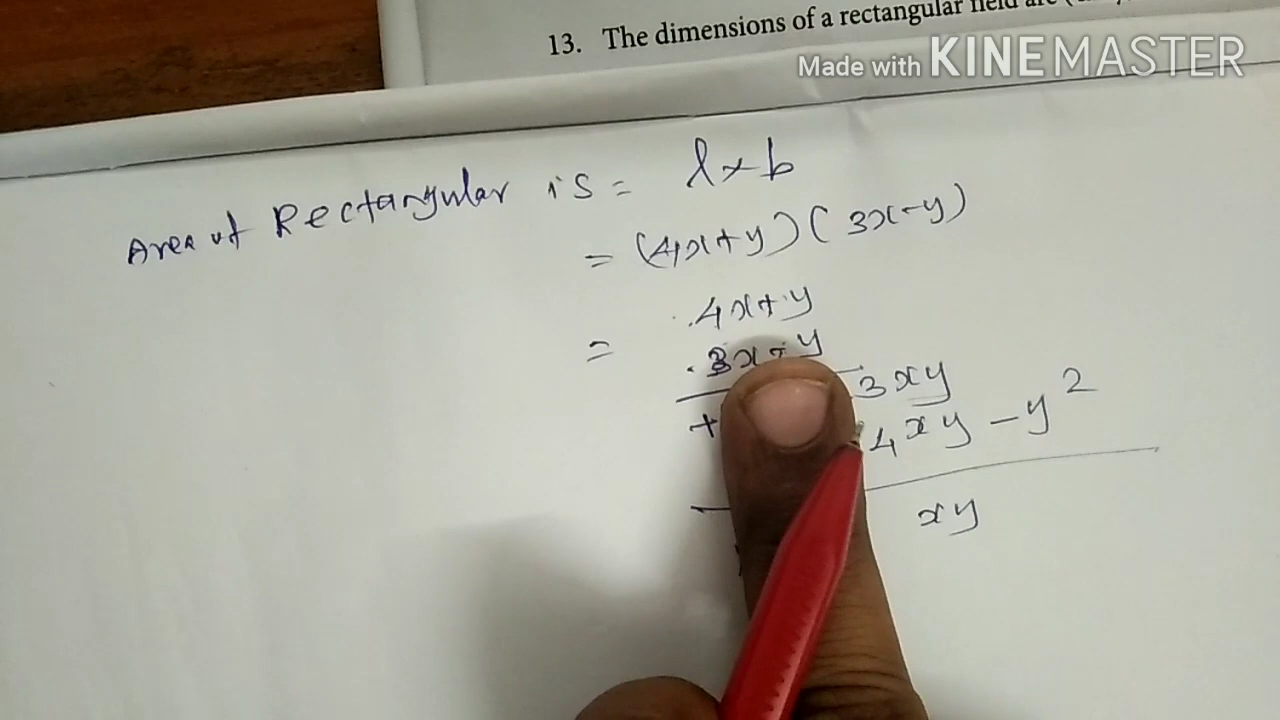 13. The dimensions of a rectangular field are
Made with KINEMASTER
Area of Rectangular is = l × b
= (4x+y) (3x-y)
= 4x+y
3x-y
+ 3xy
4xy - y²
xy